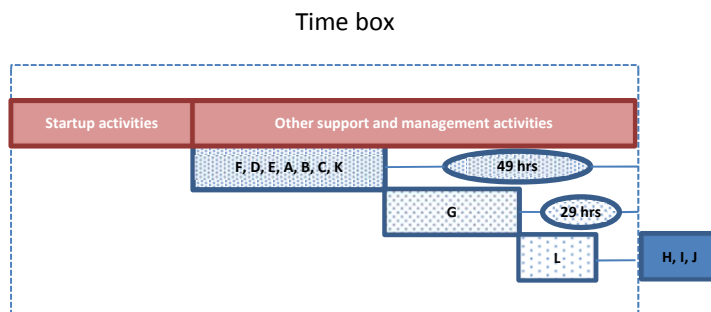 Time box
Startup activities
Other support and management activities
F, D, E, A, B, C, K
49 hrs
G
29 hrs
L
H, I, J